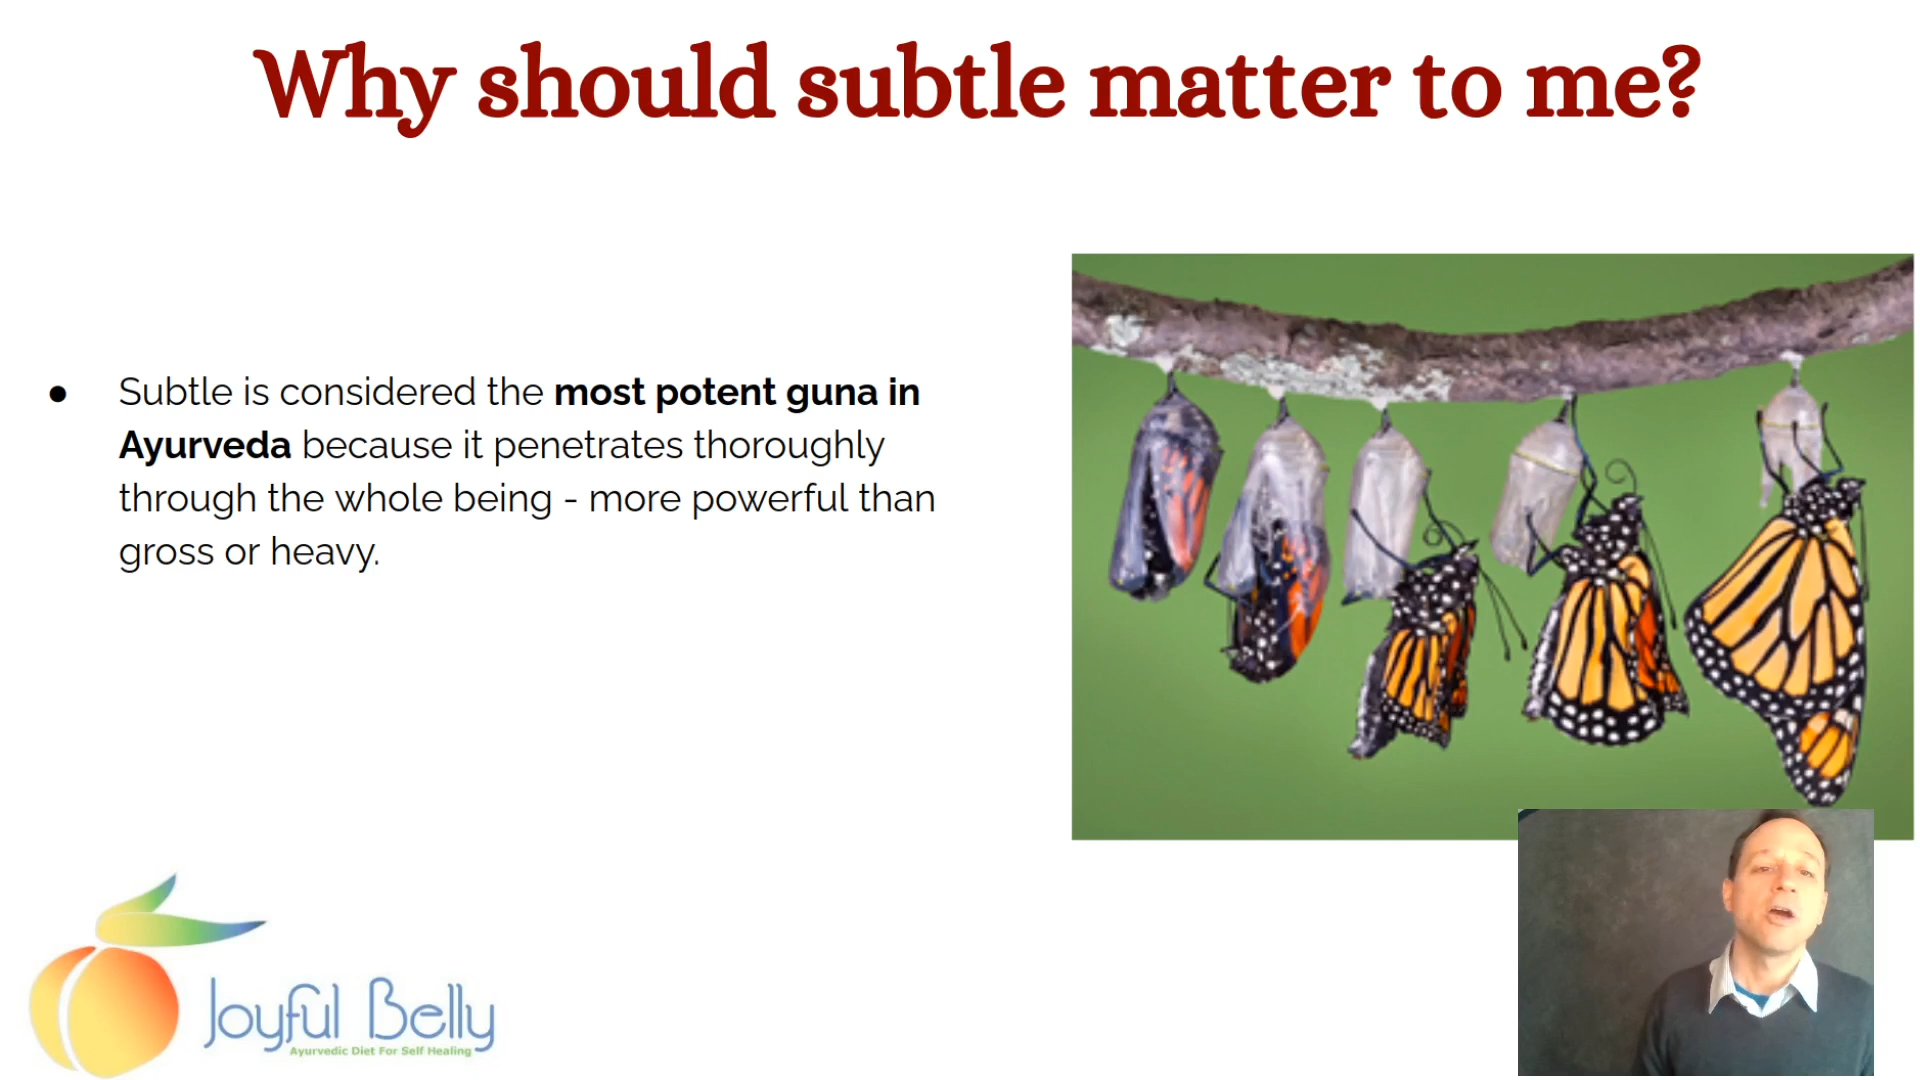 Why should subtle matter to me?
● Subtle is considered the most potent guna in
Ayurveda because it penetrates thoroughly
through the whole being - more powerful than
gross or heavy.
Joyful Belly
Ayurvedic Diet For Self Healing